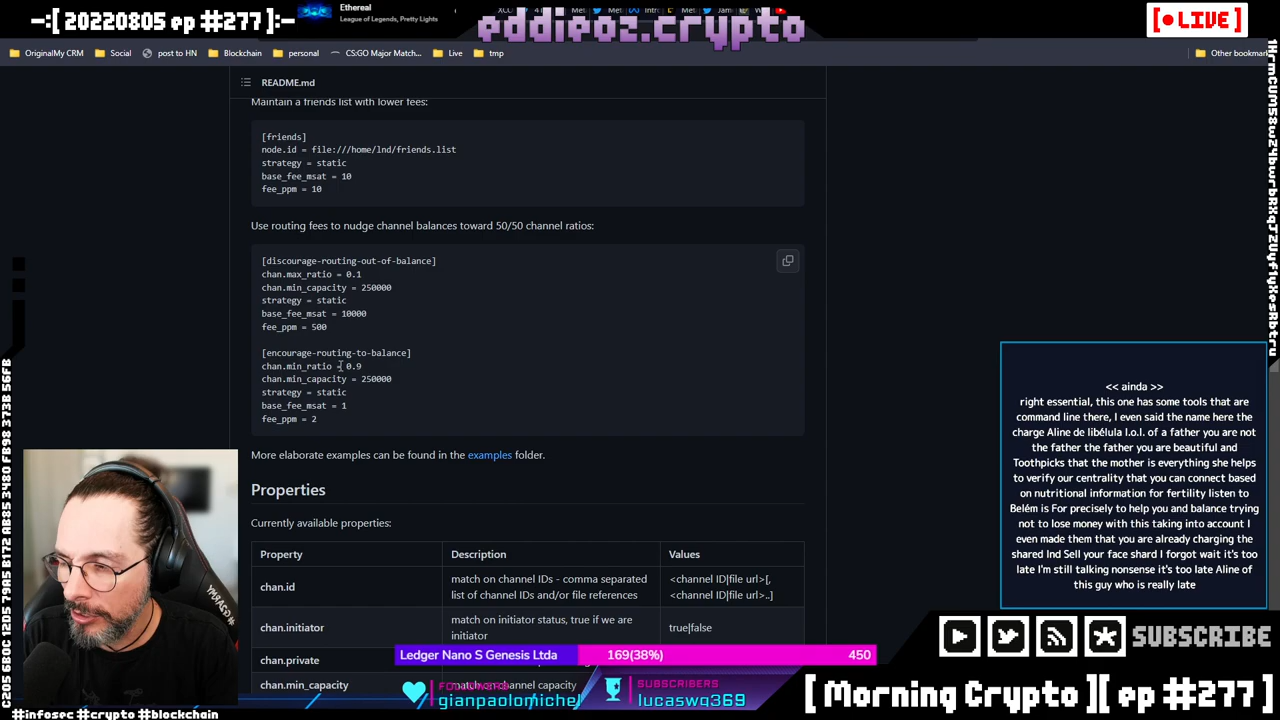 -:[ 20220805 ep #277 ]:-
Ethereal
League of Legends, Pretty Lights
eddieoz.crypto
[● LIVE]
OriginalMy CRM
Social
post to HN
Blockchain
personal
CS:GO Major Match...
Live
tmp
Other bookmar
README.md
Maintain a friends list with lower fees:
[friends]
node.id = file:///home/lnd/friends.list
strategy = static
base_fee_msat = 10
fee_ppm = 10
Use routing fees to nudge channel balances toward 50/50 channel ratios:
[discourage-routing-out-of-balance]
chan.max_ratio = 0.1
chan.min_capacity = 250000
strategy = static
base_fee_msat = 10000
fee_ppm = 500
[encourage-routing-to-balance]
chan.min_ratio = 0.9
chan.min_capacity = 250000
strategy = static
base_fee_msat = 1
fee_ppm = 2
More elaborate examples can be found in the examples folder.
Properties
Currently available properties:
Property Description Values
chan.id
match on channel IDs - comma separated
list of channel IDs and/or file references
<channel ID|file url>[,
<channel ID|file url>..]
chan.initiator
match on initiator status, true if we are
initiator
true|false
chan.private
chan.min_capacity
<< ainda >>
right essential, this one has some tools that are
command line there, I even said the name here the
charge Aline de libélula l.o.l. of a father you are not
the father the father you are beautiful and
Toothpicks that the mother is everything she helps
to verify our centrality that you can connect based
on nutritional information for fertility listen to
Belém is For precisely to help you and balance trying
not to lose money with this taking into account I
even made them that you are already charging the
shared Ind Sell your face shard I forgot wait it's too
late I'm still talking nonsense it's too late Aline of
this guy who is really late
Ledger Nano S Genesis Ltda 169(38%) 450
FOLLOWERS
gianpaolomichel
SUBSCRIBERS
lucaswg369
SUBSCRIBE
[ Morning Crypto ][ ep #277 ]
#infosec #crypto #blockchain